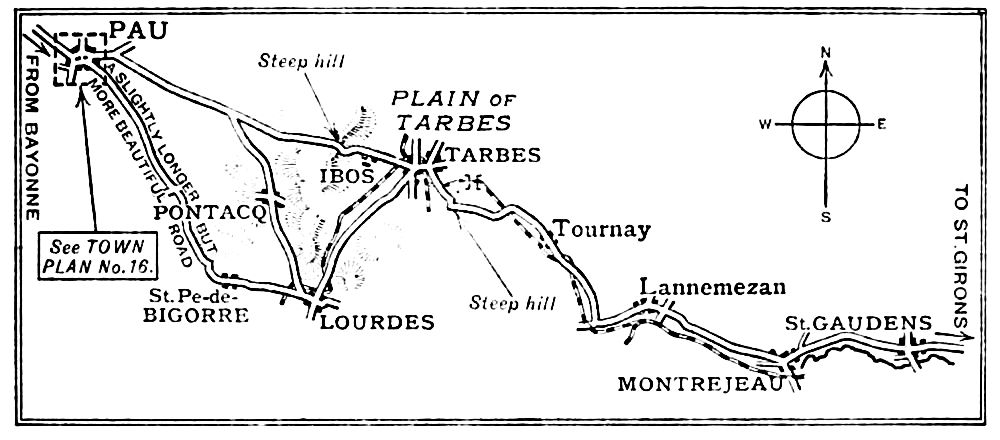 PAU
FROM BAYONNE
A SLIGHTLY LONGER BUT
MORE BEAUTIFUL ROAD
Steep hill
PLAIN OF
TARBES
TARBES
IBOS
PONTACQ
See TOWN
PLAN No.16.
St. Pe-de-
BIGORRE
LOURDES
Steep hill
Tournay
Lannemezan
St. GAUDENS
MONTREJEAU
TO ST. GIRONS
N
W
E
S